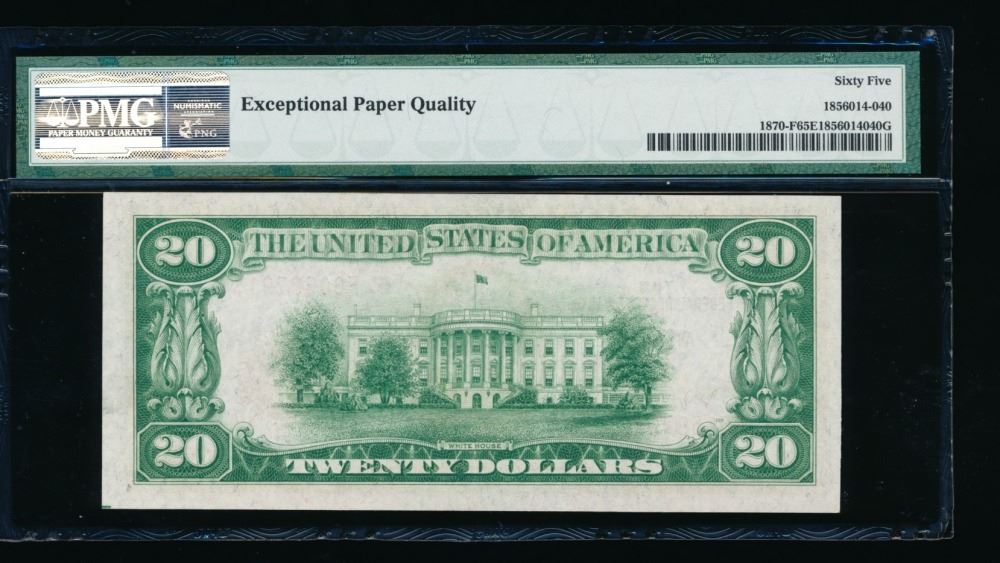 PMG
PAPER MONEY GUARANTY
NUMISMATIC
PNG
Exceptional Paper Quality
Sixty Five
1856014-040
1870-F65E1856014040G
20
THE UNITED STATES OF AMERICA
20
WHITE HOUSE
20
TWENTY DOLLARS
20